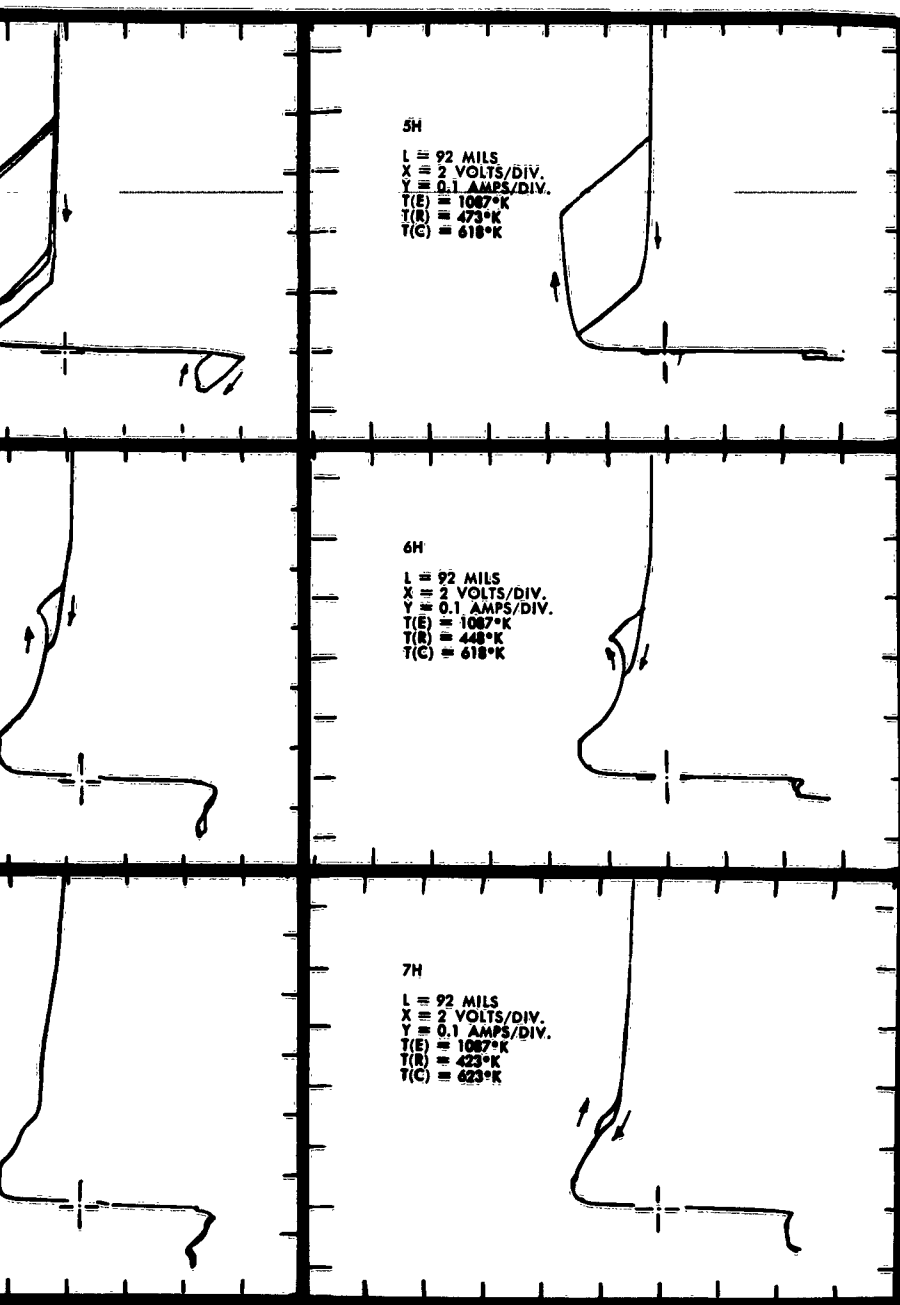 5H
L = 92 MILS
X = 2 VOLTS/DIV.
Y = 0.1 AMPS/DIV.
T(E) = 1087°K
T(R) = 473°K
T(C) = 618°K
6H
L = 92 MILS
X = 2 VOLTS/DIV.
Y = 0.1 AMPS/DIV.
T(E) = 1087°K
T(R) = 448°K
T(C) = 618°K
7H
L = 92 MILS
X = 2 VOLTS/DIV.
Y = 0.1 AMPS/DIV.
T(E) = 1087°K
T(R) = 423°K
T(C) = 623°K